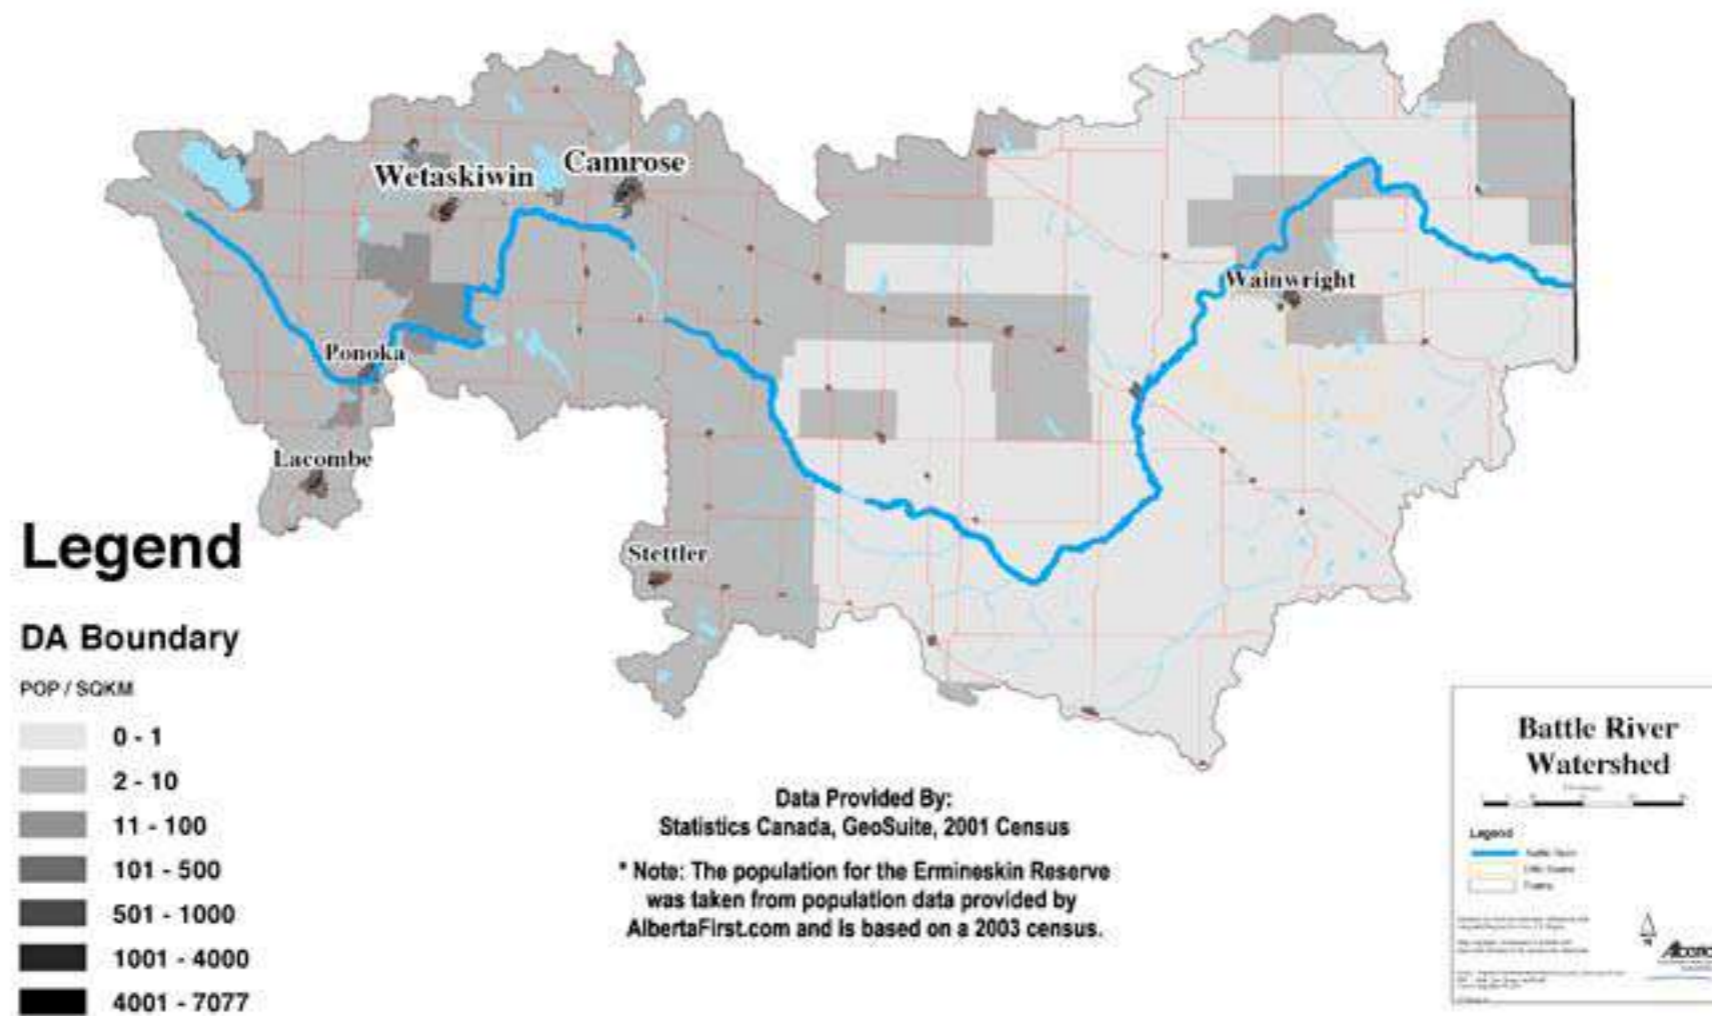 Wetaskiwin
Camrose
Wainwright
Ponoka
Lacombe
Stettler
Legend
DA Boundary
POP / SQKM
0 - 1
2 - 10
11 - 100
101 - 500
501 - 1000
1001 - 4000
4001 - 7077
Data Provided By:
Statistics Canada, GeoSuite, 2001 Census
* Note: The population for the Ermineskin Reserve
was taken from population data provided by
AlbertaFirst.com and is based on a 2003 census.
Battle River
Watershed
Legend